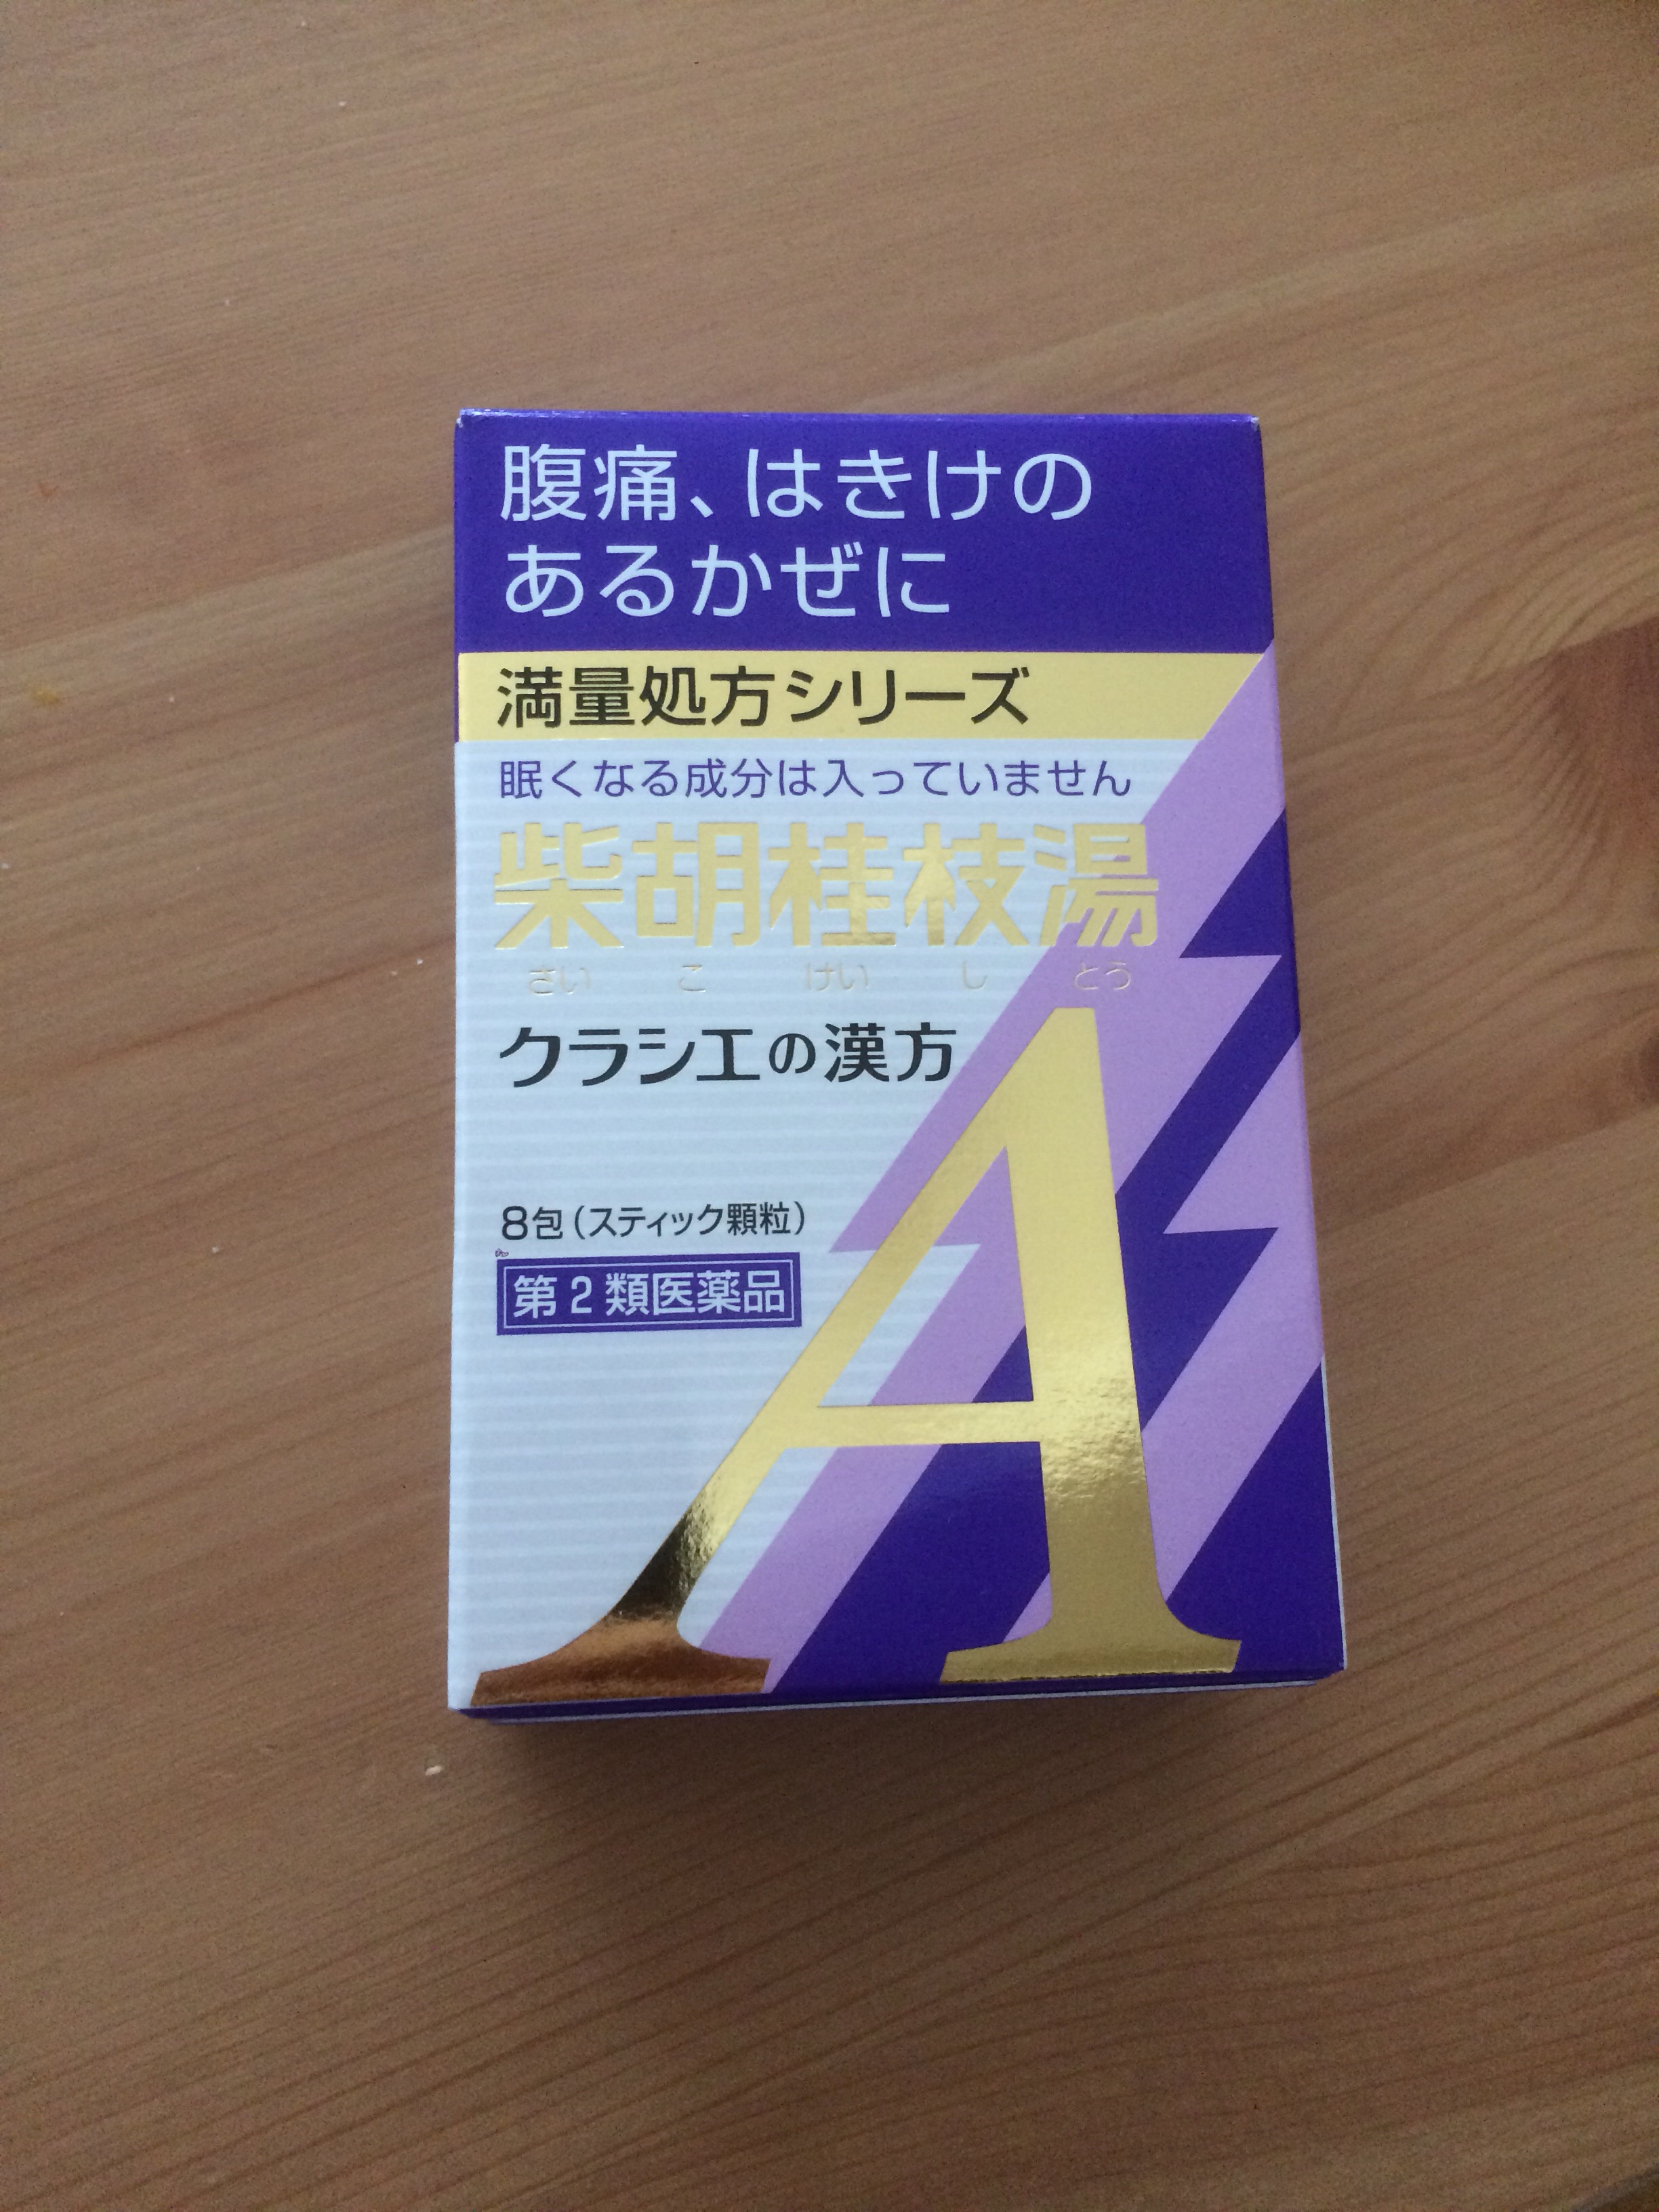 腹痛、はきけの
あるかぜに
満量処方シリーズ
眠くなる成分は入っていません
柴胡桂枝湯
さい こ けい し とう
クラシエの漢方
8包（スティック顆粒）
第2類医薬品
A